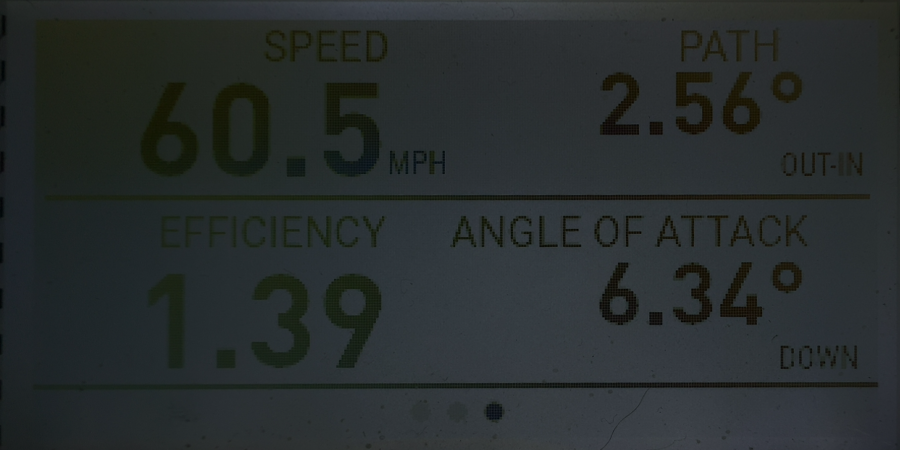 SPEED
60.5 MPH
PATH
2.56°
OUT-IN
EFFICIENCY
1.39
ANGLE OF ATTACK
6.34°
DOWN